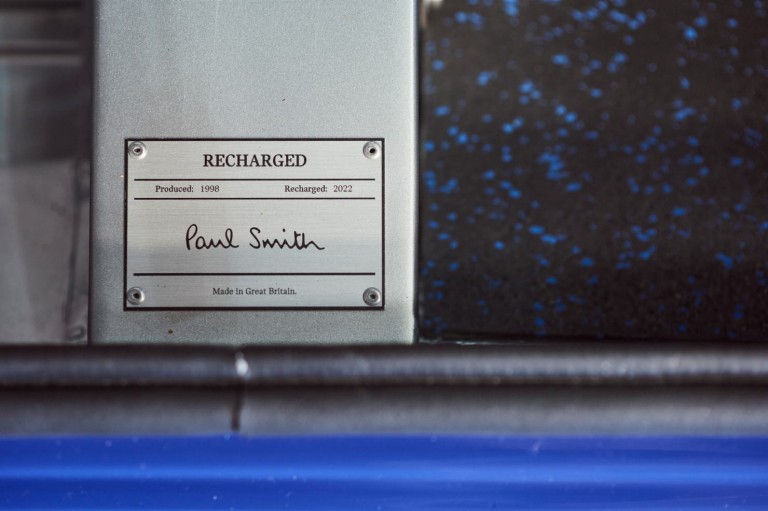 RECHARGED
Produced: 1998 Recharged: 2022
Paul Smith
Made in Great Britain.